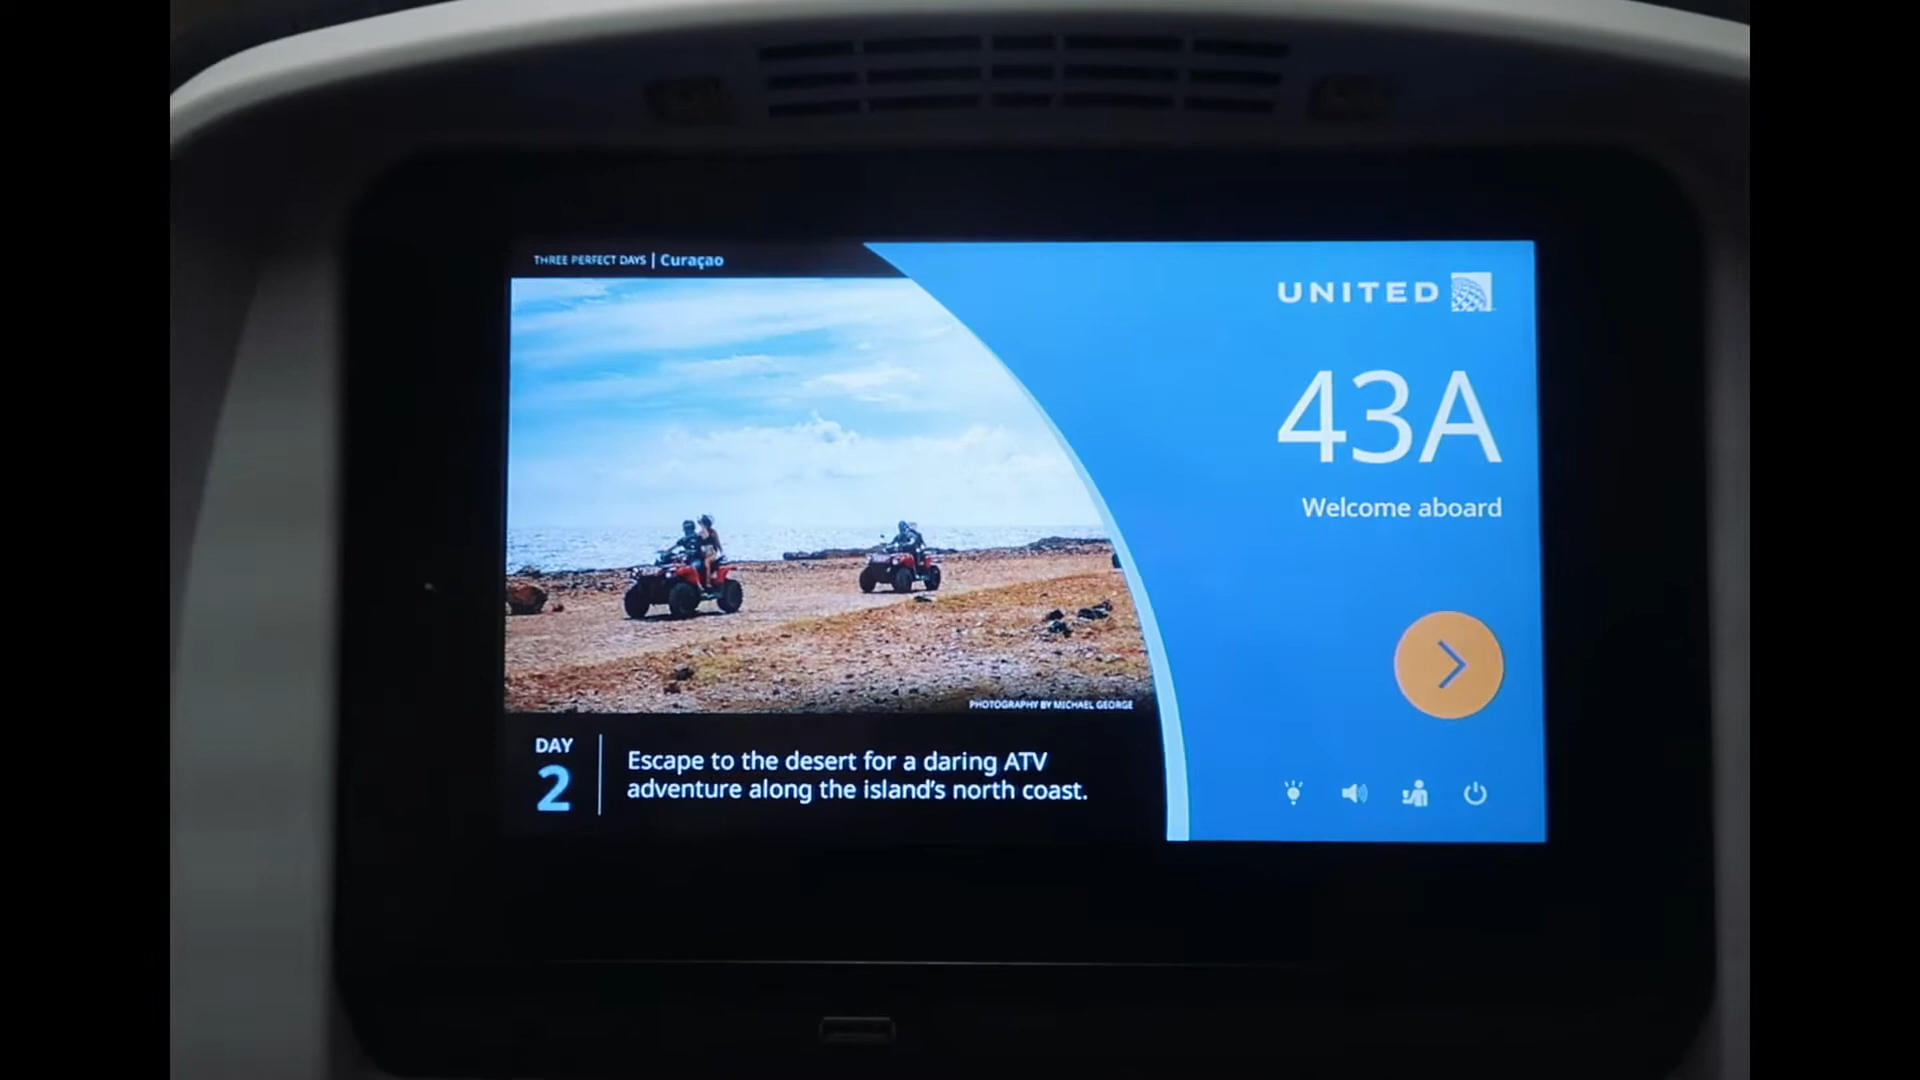 THREE PERFECT DAYS | Curaçao
UNITED
43A
Welcome aboard
PHOTOGRAPHY BY MICHAEL GEORGE
DAY
2
Escape to the desert for a daring ATV
adventure along the island's north coast.